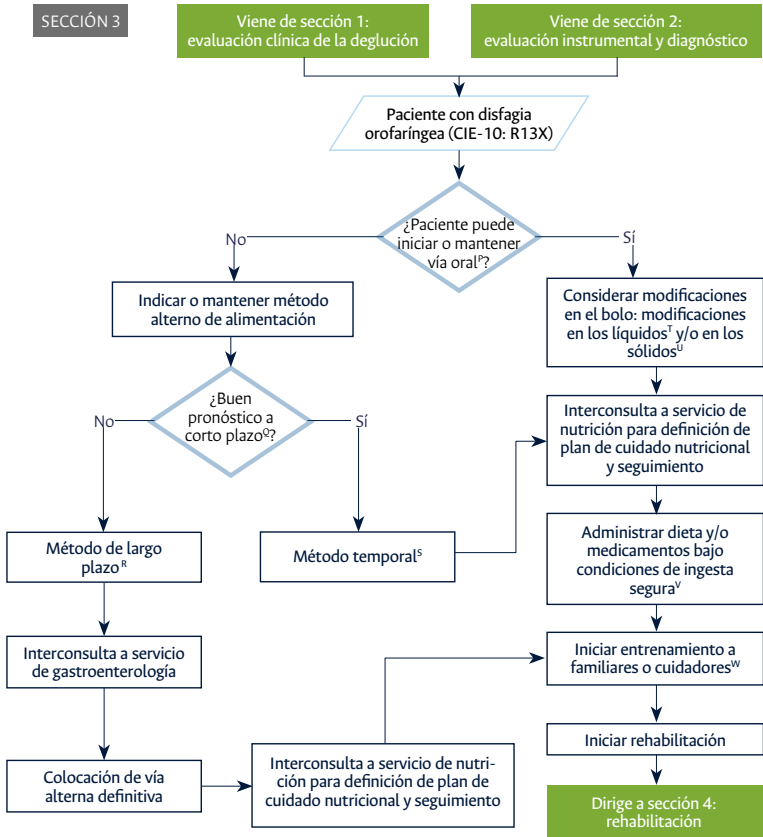 SECCIÓN 3
Viene de sección 1:
evaluación clínica de la deglución
Viene de sección 2:
evaluación instrumental y diagnóstico
Paciente con disfagia
orofaríngea (CIE-10: R13X)
¿Paciente puede
iniciar o mantener
vía oralᴾ?
No
Sí
Indicar o mantener método
alterno de alimentación
Considerar modificaciones
en el bolo: modificaciones
en los líquidosᵀ y/o en los
sólidosᵁ
¿Buen
pronóstico a
corto plazoQ?
No
Sí
Interconsulta a servicio de
nutrición para definición de
plan de cuidado nutricional
y seguimiento
Método de largo
plazoᴿ
Método temporalS
Administrar dieta y/o
medicamentos bajo
condiciones de ingesta
seguraⱽ
Interconsulta a servicio
de gastroenterología
Iniciar entrenamiento a
familiares o cuidadoresᵂ
Colocación de vía
alterna definitiva
Interconsulta a servicio de nutri-
ción para definición de plan de
cuidado nutricional y seguimiento
Iniciar rehabilitación
Dirige a sección 4:
rehabilitación